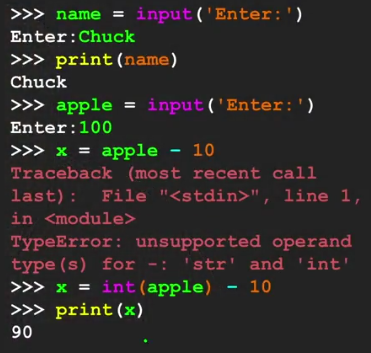 >>> name = input('Enter:')
Enter:Chuck
>>> print(name)
Chuck
>>> apple = input('Enter:')
Enter:100
>>> x = apple – 10
Traceback (most recent call
last):  File "<stdin>", line 1,
in <module>
TypeError: unsupported operand
type(s) for -: 'str' and 'int'
>>> x = int(apple) – 10
>>> print(x)
90